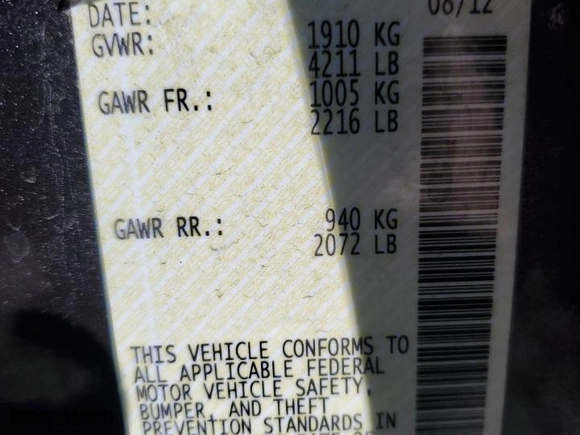 DATE: 08/12
GVWR: 1910 KG
4211 LB
GAWR FR.: 1005 KG
2216 LB
GAWR RR.: 940 KG
2072 LB
THIS VEHICLE CONFORMS TO
ALL APPLICABLE FEDERAL
MOTOR VEHICLE SAFETY,
BUMPER, AND THEFT
PREVENTION STANDARDS IN